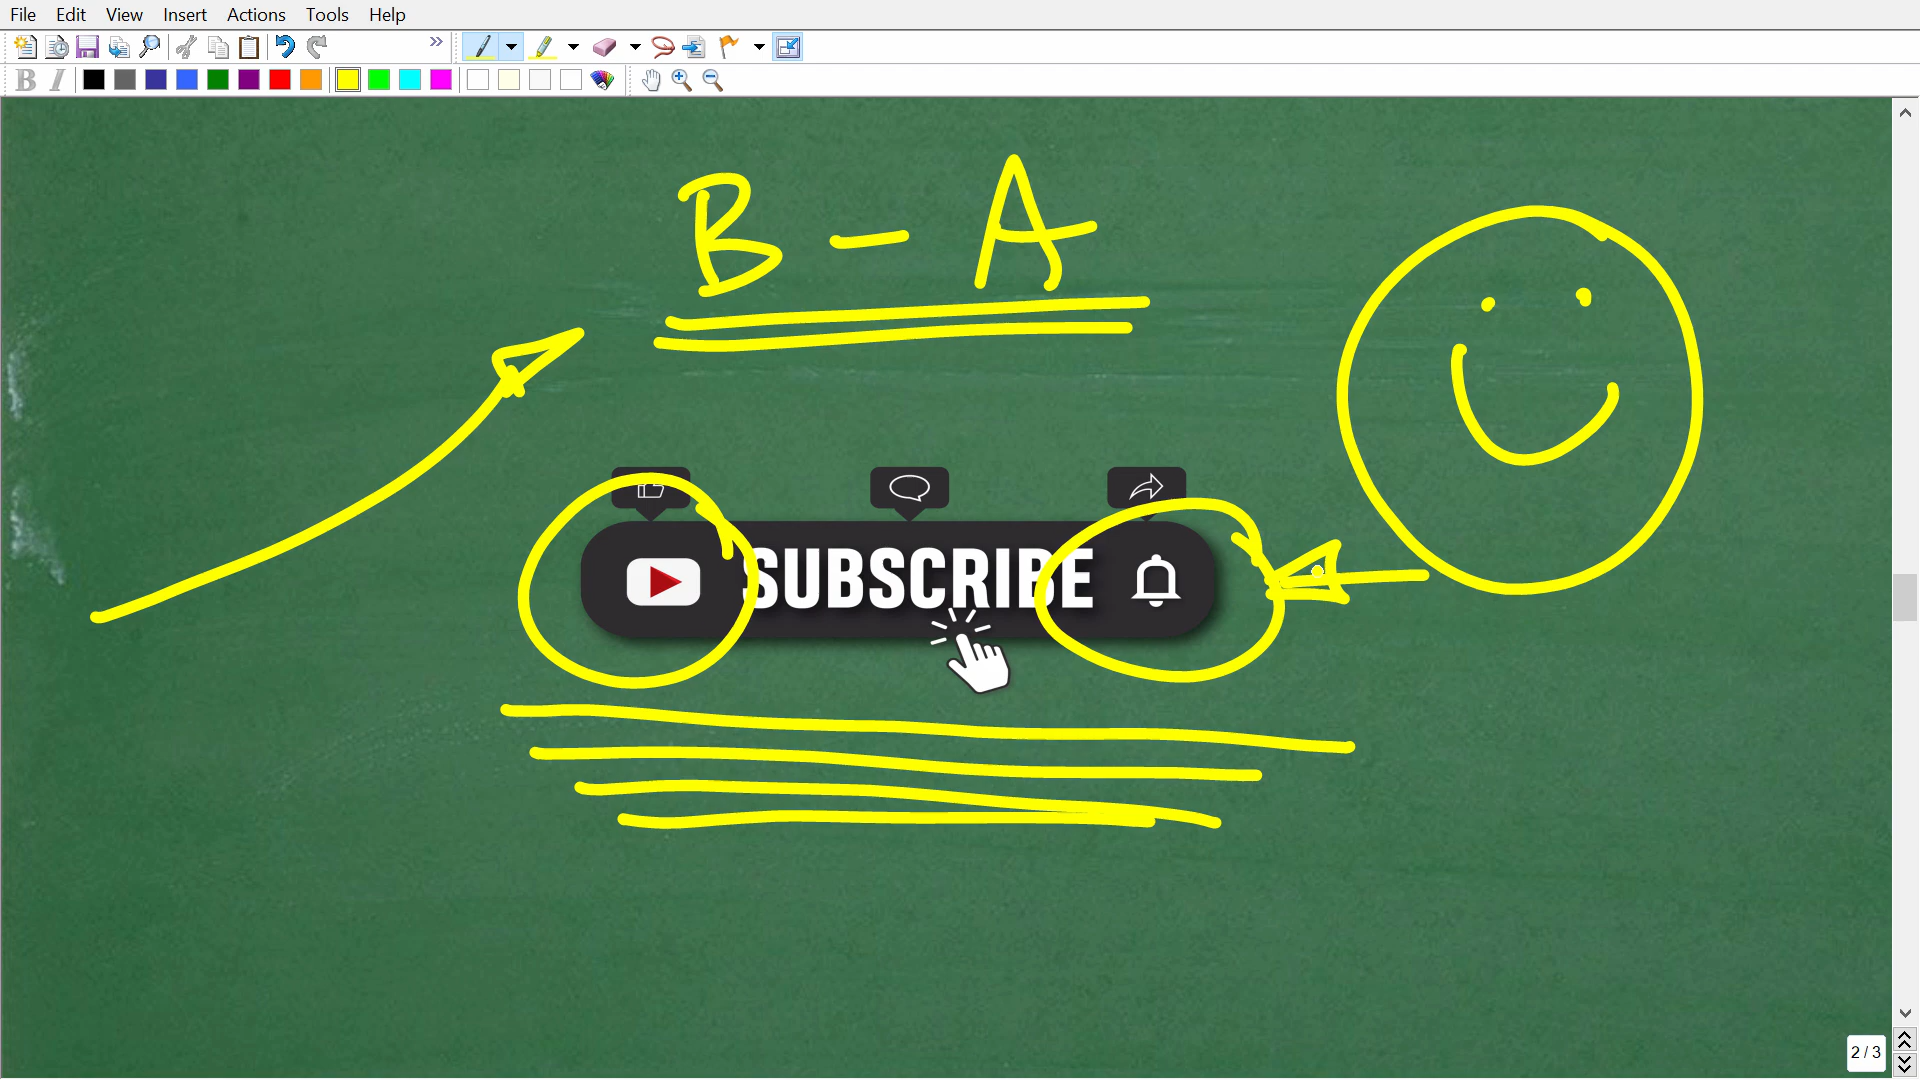 File Edit View Insert Actions Tools Help
B I
B - A
SUBSCRIBE
2 / 3